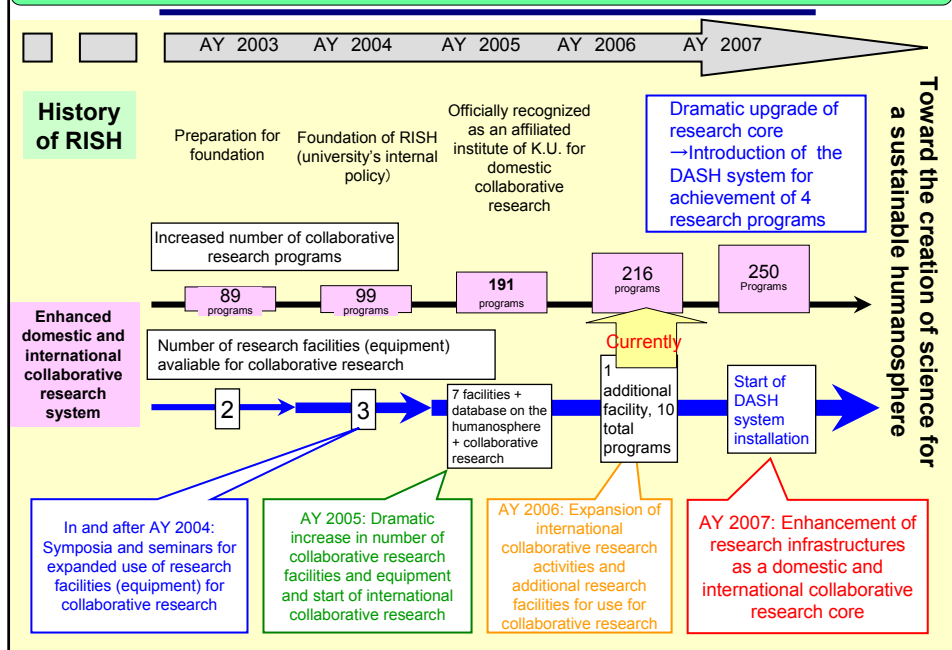 AY 2003
AY 2004
AY 2005
AY 2006
AY 2007
History
of RISH
Preparation for
foundation
Foundation of RISH
(university's internal
policy)
Officially recognized
as an affiliated
institute of K.U. for
domestic
collaborative
research
Dramatic upgrade of
research core
→Introduction of the
DASH system for
achievement of 4
research programs
Toward the creation of science for
a sustainable humanosphere
Increased number of collaborative
research programs
89
programs
99
programs
191
programs
216
programs
250
Programs
Enhanced
domestic and
international
collaborative
research
system
Currently
Number of research facilities (equipment)
avaliable for collaborative research
2
3
7 facilities +
database on the
humanosphere
+ collaborative
research
1
additional
facility, 10
total
programs
Start of
DASH
system
installation
In and after AY 2004:
Symposia and seminars for
expanded use of research
facilities (equipment) for
collaborative research
AY 2005: Dramatic
increase in number of
collaborative research
facilities and equipment
and start of international
collaborative research
AY 2006: Expansion of
international
collaborative research
activities and
additional research
facilities for use for
collaborative research
AY 2007: Enhancement of
research infrastructures
as a domestic and
international collaborative
research core